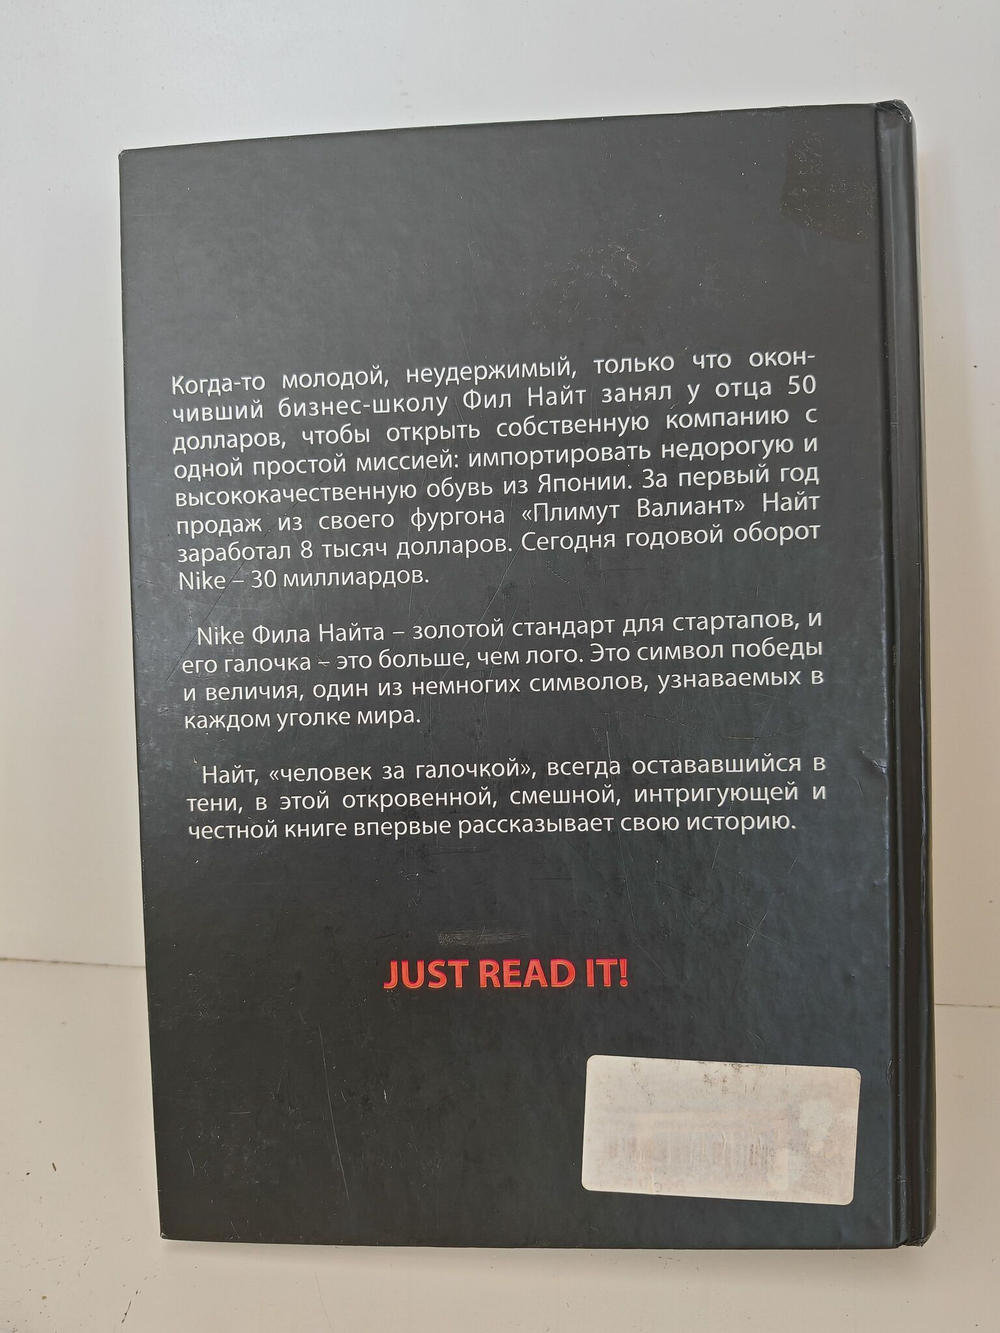 Когда-то молодой, неудержимый, только что окон-
чивший бизнес-школу Фил Найт занял у отца 50
долларов, чтобы открыть собственную компанию с
одной простой миссией: импортировать недорогую и
высококачественную обувь из Японии. За первый год
продаж из своего фургона «Плимут Валиант» Найт
заработал 8 тысяч долларов. Сегодня годовой оборот
Nike – 30 миллиардов.
Nike Фила Найта – золотой стандарт для стартапов, и
его галочка – это больше, чем лого. Это символ победы
и величия, один из немногих символов, узнаваемых в
каждом уголке мира.
Найт, «человек за галочкой», всегда остававшийся в
тени, в этой откровенной, смешной, интригующей и
честной книге впервые рассказывает свою историю.
JUST READ IT!